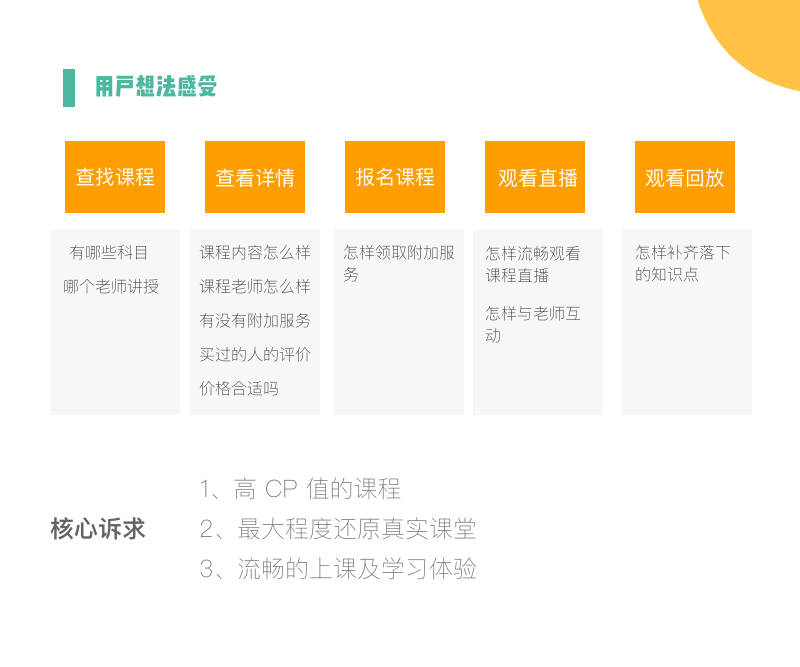 用户想法感受
查找课程
查看详情
报名课程
观看直播
观看回放
有哪些科目
哪个老师讲授
课程内容怎么样
课程老师怎么样
有没有附加服务
买过的人的评价
价格合适吗
怎样领取附加服
务
怎样流畅观看
课程直播
怎样与老师互
动
怎样补齐落下
的知识点
核心诉求
1、高 CP 值的课程
2、最大程度还原真实课堂
3、流畅的上课及学习体验